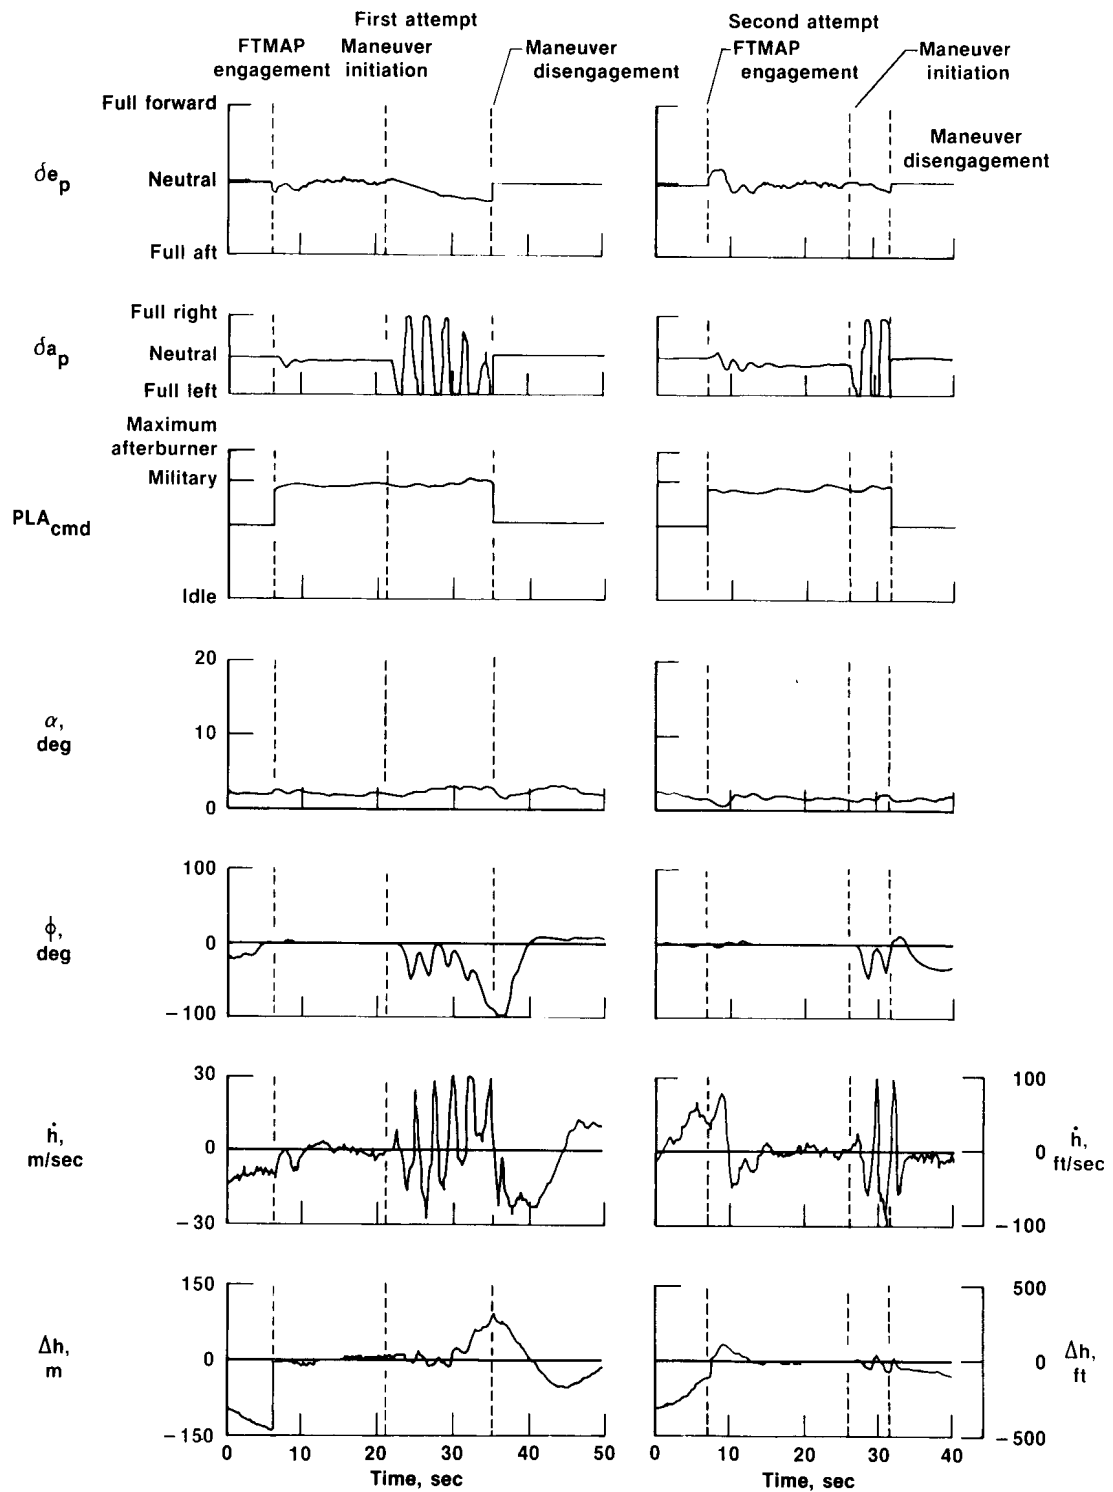 First attempt
Second attempt
FTMAP
engagement
Maneuver
initiation
Maneuver
disengagement
FTMAP
engagement
Maneuver
initiation
Maneuver
disengagement
δe_p
Full forward
Neutral
Full aft
δa_p
Full right
Neutral
Full left
PLA_cmd
Maximum
afterburner
Military
Idle
α,
deg
20
10
0
ϕ,
deg
100
0
−100
ḣ,
m/sec
30
0
−30
100
0
−100
ḣ,
ft/sec
Δh,
m
150
0
−150
500
0
−500
Δh,
ft
0 10 20 30 40 50
Time, sec
0 10 20 30 40
Time, sec